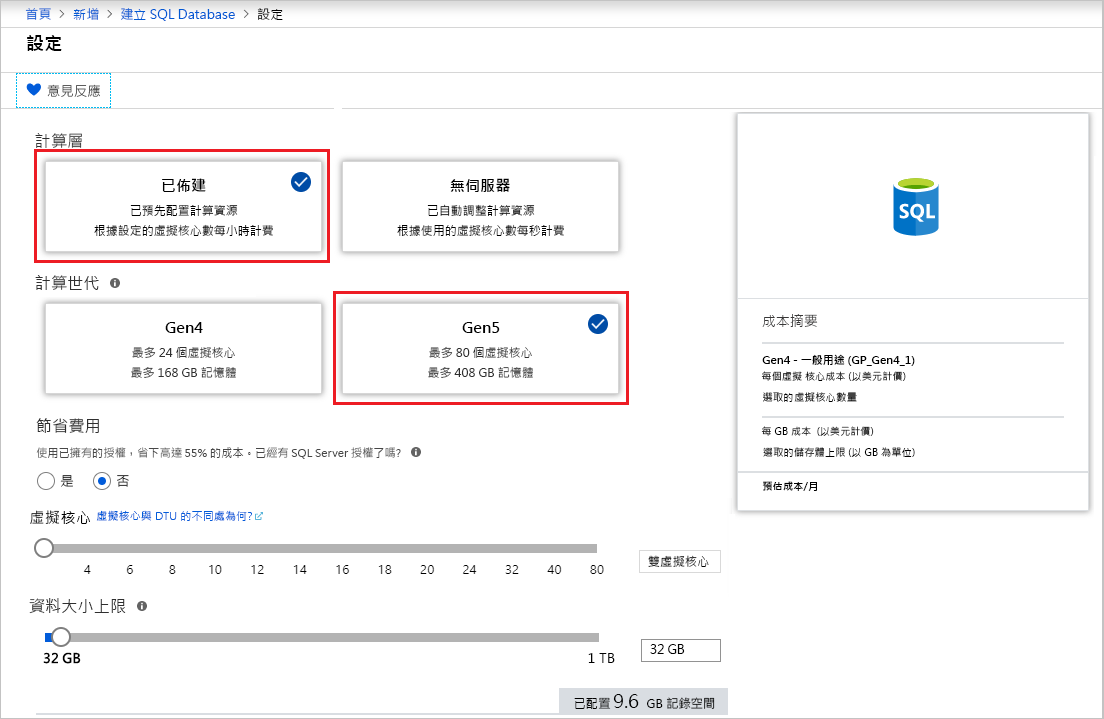 首頁 > 新增 > 建立 SQL Database > 設定
設定
意見反應
計算層
已佈建
已預先配置計算資源
根據設定的虛擬核心數每小時計費
無伺服器
已自動調整計算資源
根據使用的虛擬核心數每秒計費
計算世代
Gen4
最多 24 個虛擬核心
最多 168 GB 記憶體
Gen5
最多 80 個虛擬核心
最多 408 GB 記憶體
節省費用
使用已擁有的授權，省下高達 55% 的成本。已經有 SQL Server 授權了嗎?
是 否
虛擬核心 虛擬核心與 DTU 的不同處為何?
4 6 8 10 12 14 16 18 20 24 32 40 80
雙虛擬核心
資料大小上限
32 GB 1 TB
32 GB
已配置 9.6 GB 記錄空間
SQL
成本摘要
Gen4 - 一般用途 (GP_Gen4_1)
每個虛擬 核心成本 (以美元計價)
選取的虛擬核心數量
每 GB 成本 (以美元計價)
選取的儲存體上限 (以 GB 為單位)
預估成本/月